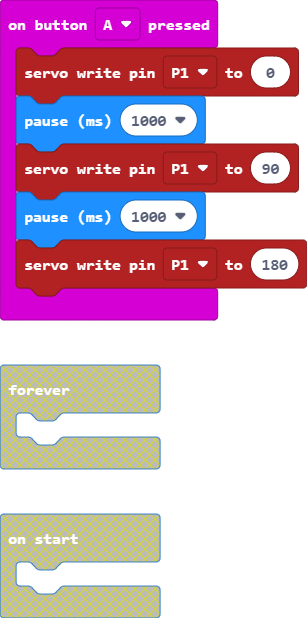 on button A pressed
servo write pin P1 to 0
pause (ms) 1000
servo write pin P1 to 90
pause (ms) 1000
servo write pin P1 to 180
forever
on start